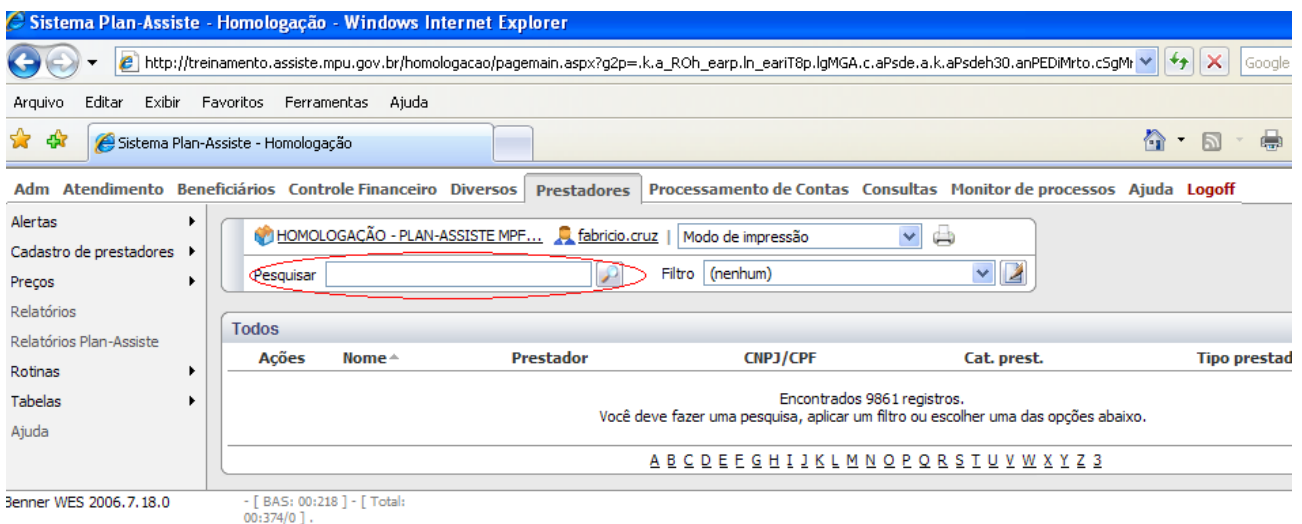 Sistema Plan-Assiste - Homologação - Windows Internet Explorer
http://treinamento.assiste.mpu.gov.br/homologacao/pagemain.aspx?g2p=.k.a_ROh_earp.ln_eariT8p.lgMGA.c.aPsde.a.k.aPsdeh30.anPEDiMrto.cSgMr Google
Arquivo Editar Exibir Favoritos Ferramentas Ajuda
Sistema Plan-Assiste - Homologação
Adm Atendimento Beneficiários Controle Financeiro Diversos Prestadores Processamento de Contas Consultas Monitor de processos Ajuda Logoff
Alertas
Cadastro de prestadores
Preços
Relatórios
Relatórios Plan-Assiste
Rotinas
Tabelas
Ajuda
HOMOLOGAÇÃO - PLAN-ASSISTE MPF... fabricio.cruz | Modo de impressão
Pesquisar Filtro (nenhum)
Todos
Ações Nome Prestador CNPJ/CPF Cat. prest. Tipo prestad
Encontrados 9861 registros.
Você deve fazer uma pesquisa, aplicar um filtro ou escolher uma das opções abaixo.
A B C D E F G H I J K L M N O P Q R S T U V W X Y Z 3
Benner WES 2006.7.18.0 - [ BAS: 00:218 ] - [ Total:
00:374/0 ] .